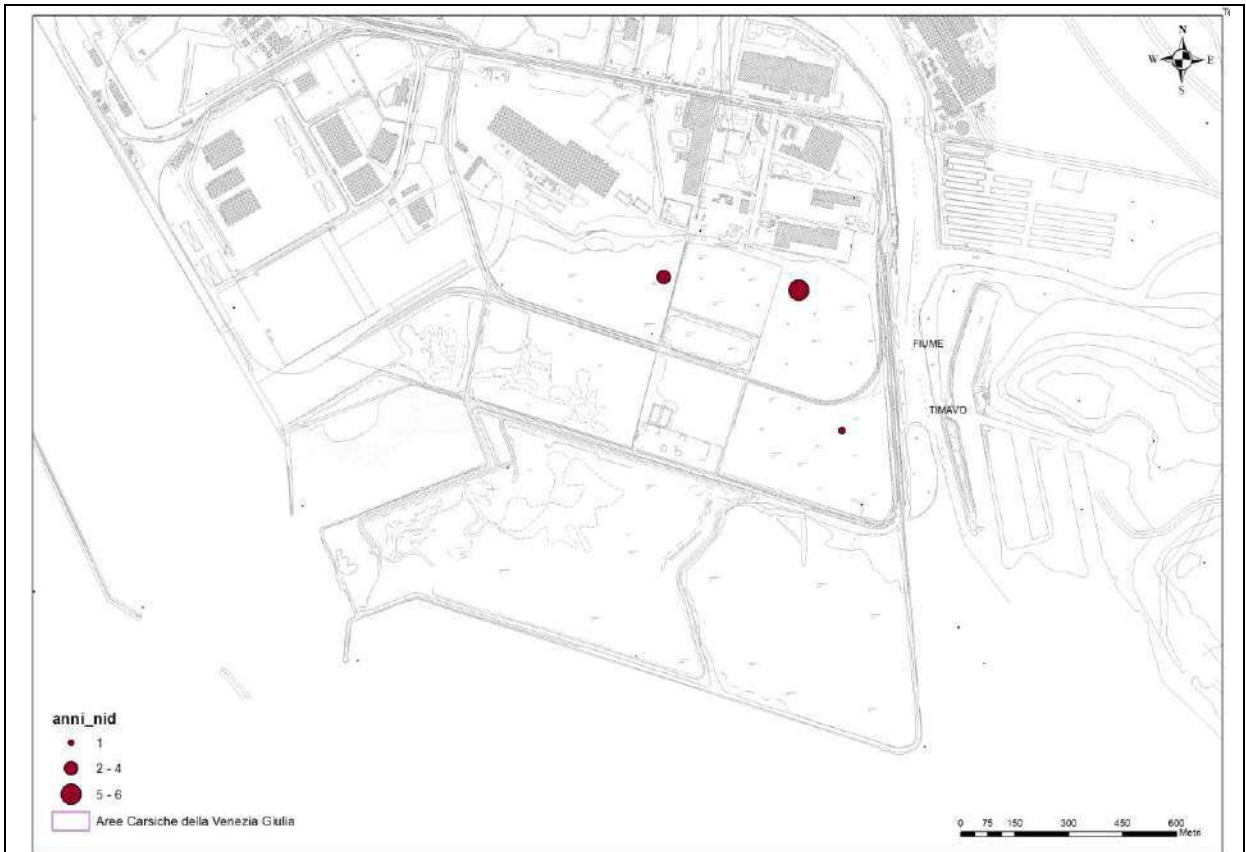 N
W E
S
FIUME
TIMAVO
anni_nid
1
2 - 4
5 - 6
Aree Carsiche della Venezia Giulia
0 75 150 300 450 600
Metri